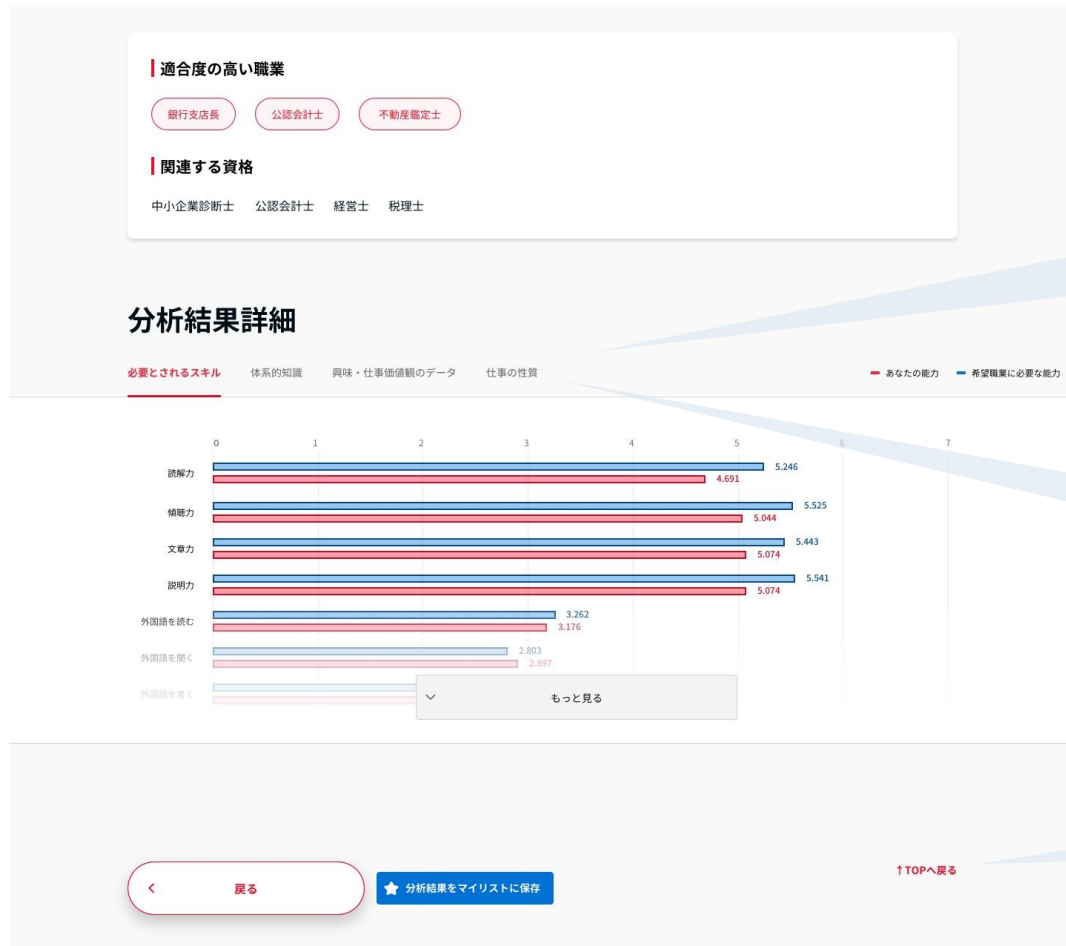 適合度の高い職業
銀行支店長 公認会計士 不動産鑑定士
関連する資格
中小企業診断士 公認会計士 経営士 税理士
分析結果詳細
必要とされるスキル 体系的知識 興味・仕事価値観のデータ 仕事の性質 あなたの能力 希望職業に必要な能力
0 1 2 3 4 5 6 7
読解力 5.246
4.691
傾聴力 5.525
5.044
文章力 5.443
5.074
説明力 5.541
5.074
外国語を読む 3.262
3.176
外国語を聞く 2.803
2.897
外国語を書く
もっと見る
戻る 分析結果をマイリストに保存 ↑TOPへ戻る